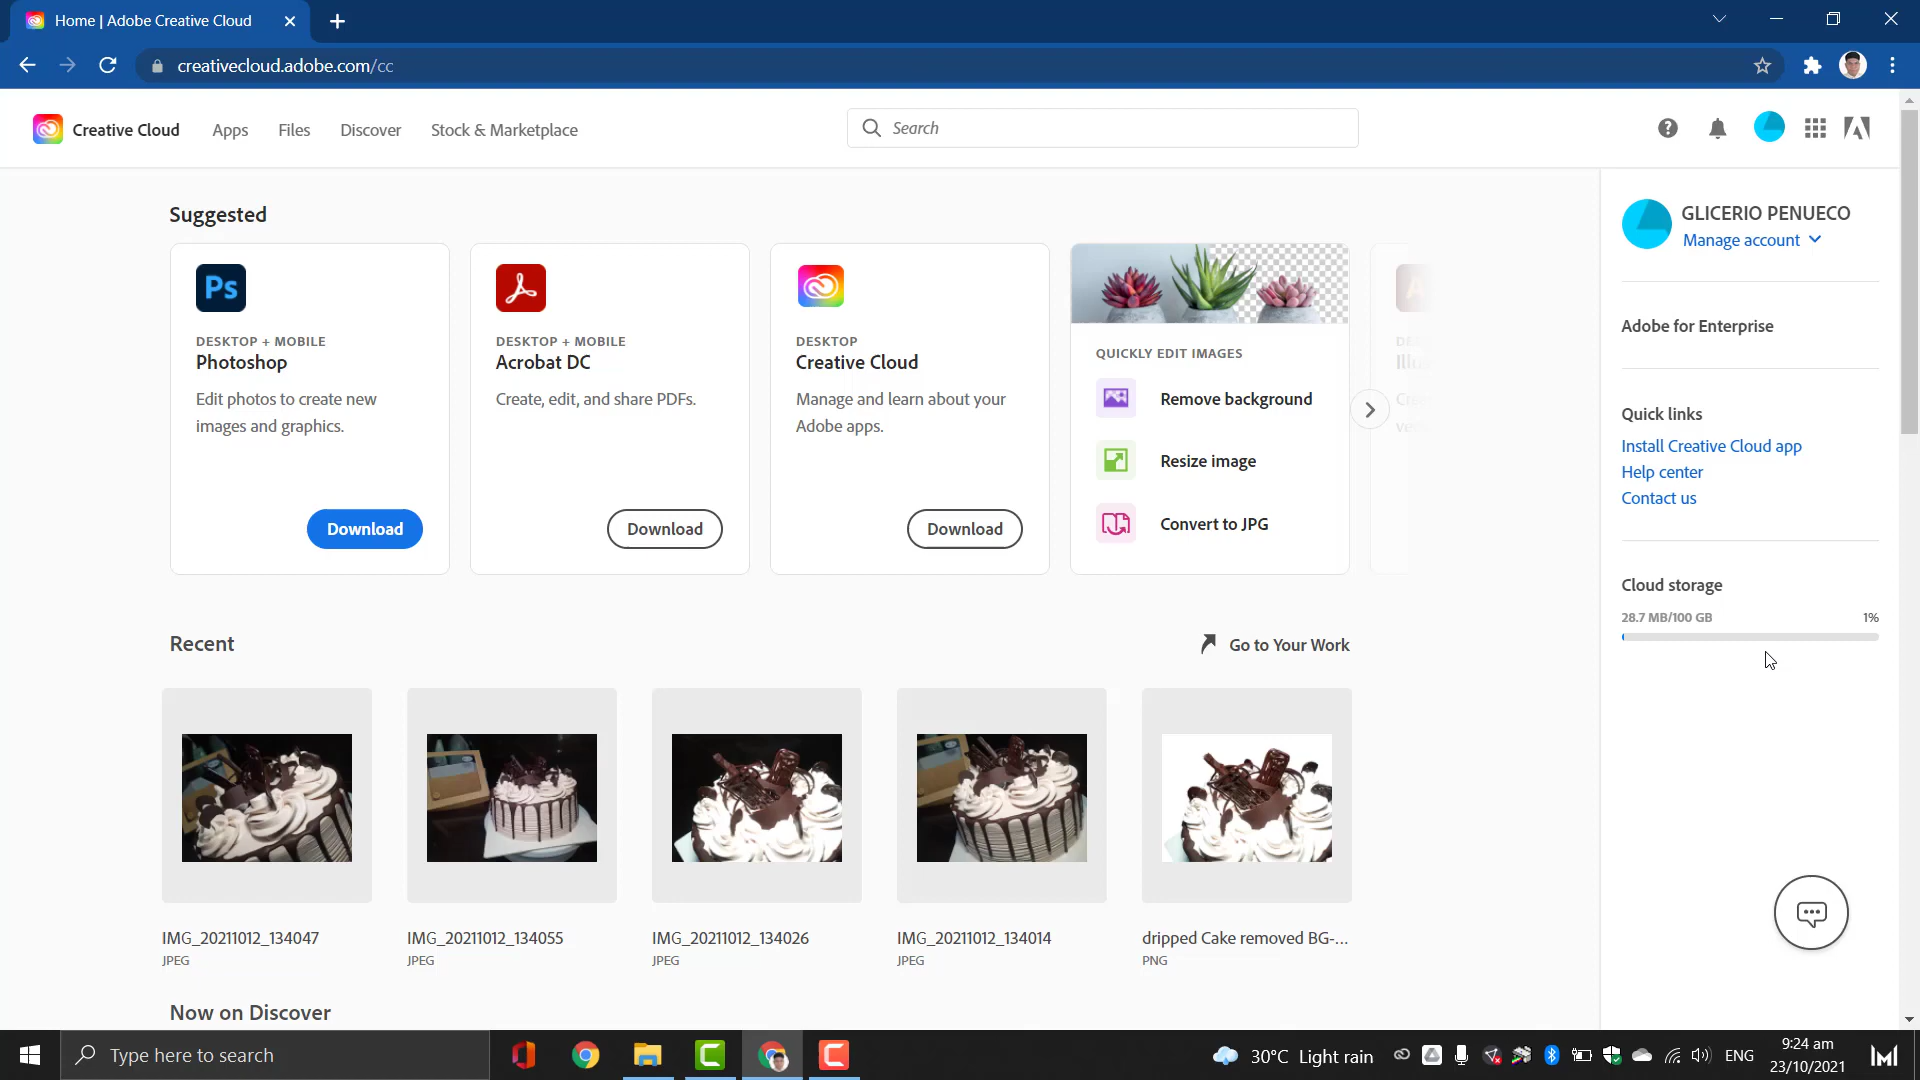 Home | Adobe Creative Cloud
creativecloud.adobe.com/cc
Creative Cloud
Apps
Files
Discover
Stock & Marketplace
Search
Suggested
Ps
DESKTOP + MOBILE
Photoshop
Edit photos to create new
images and graphics.
Download
DESKTOP + MOBILE
Acrobat DC
Create, edit, and share PDFs.
Download
DESKTOP
Creative Cloud
Manage and learn about your
Adobe apps.
Download
QUICKLY EDIT IMAGES
Remove background
Resize image
Convert to JPG
GLICERIO PENUECO
Manage account
Adobe for Enterprise
Quick links
Install Creative Cloud app
Help center
Contact us
Cloud storage
28.7 MB/100 GB
1%
Recent
Go to Your Work
IMG_20211012_134047
JPEG
IMG_20211012_134055
JPEG
IMG_20211012_134026
JPEG
IMG_20211012_134014
JPEG
dripped Cake removed BG-...
PNG
Now on Discover
Type here to search
30°C Light rain
ENG
9:24 am
23/10/2021